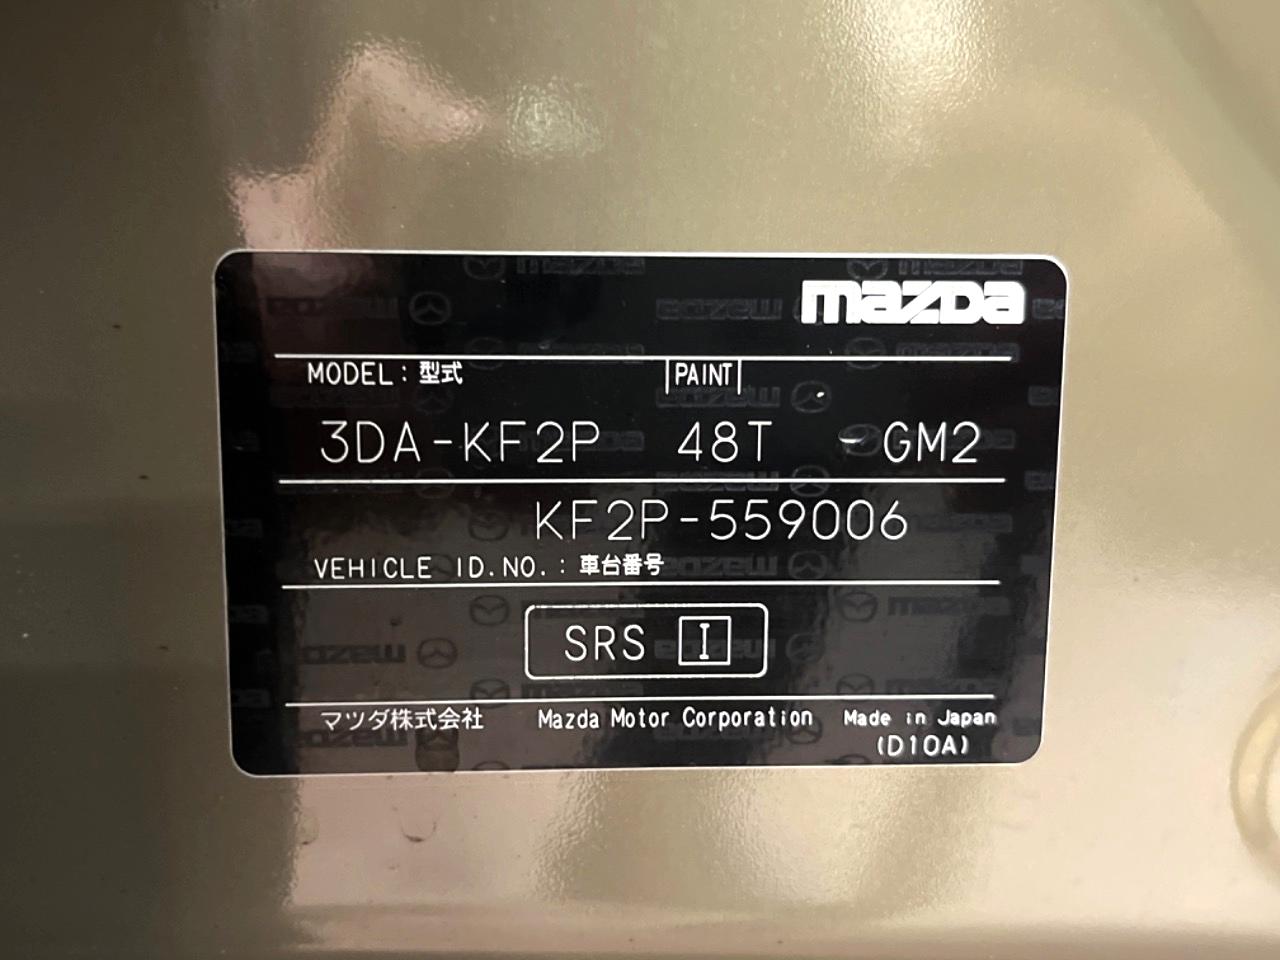 mazda
MODEL : 型式 PAINT
3DA-KF2P 48T -GM2
KF2P-559006
VEHICLE ID.NO. : 車台番号
SRS I
マツダ株式会社 Mazda Motor Corporation Made in Japan
(D10A)